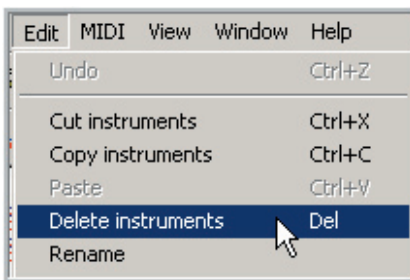 Edit MIDI View Window Help
Undo Ctrl+Z
Cut instruments Ctrl+X
Copy instruments Ctrl+C
Paste Ctrl+V
Delete instruments Del
Rename